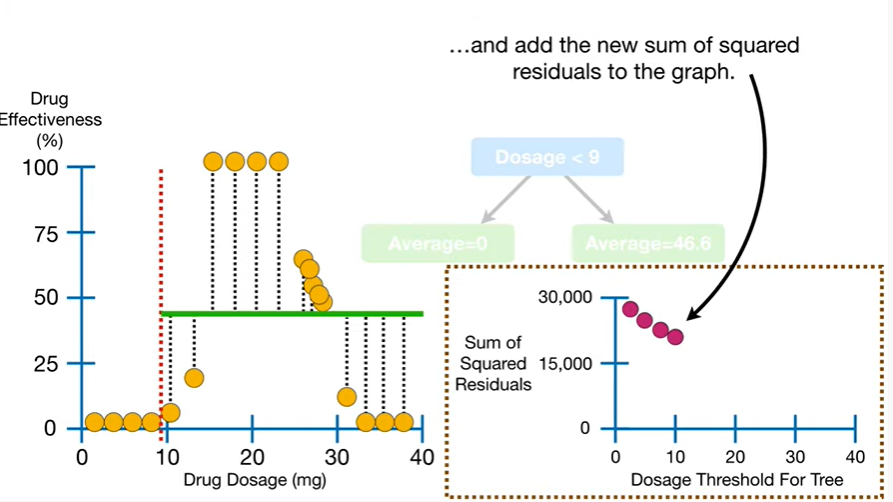 …and add the new sum of squared
residuals to the graph.
Drug
Effectiveness
(%)
100
75
50
25
0
0
10
20
30
40
Drug Dosage (mg)
Dosage < 9
Average=0
Average=46.6
Sum of
Squared
Residuals
30,000
15,000
0
0
10
20
30
40
Dosage Threshold For Tree